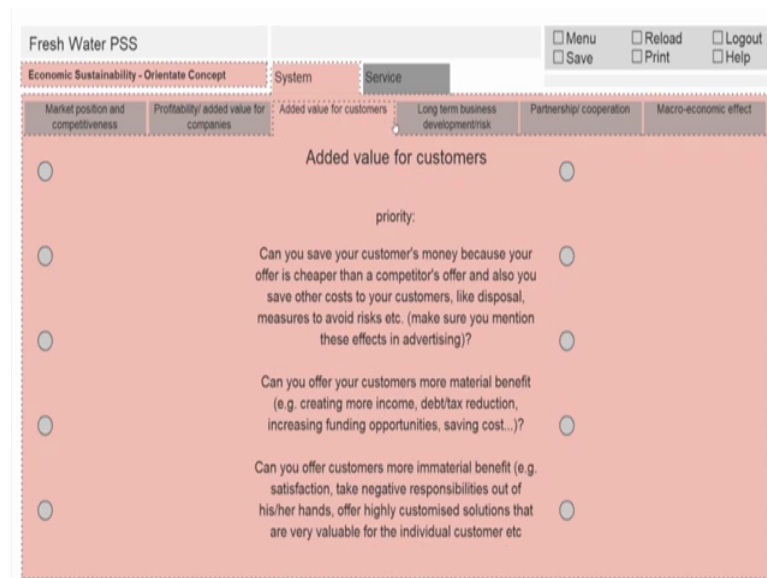 Fresh Water PSS
Menu
Reload
Logout
Save
Print
Help
Economic Sustainability - Orientate Concept
System
Service
Market position and
competitiveness
Profitability/ added value for
companies
Added value for customers
Long term business
development/risk
Partnership/ cooperation
Macro-economic effect
Added value for customers
priority:
Can you save your customer's money because your
offer is cheaper than a competitor's offer and also you
save other costs to your customers, like disposal,
measures to avoid risks etc. (make sure you mention
these effects in advertising)?
Can you offer your customers more material benefit
(e.g. creating more income, debt/tax reduction,
increasing funding opportunities, saving cost...)?
Can you offer customers more immaterial benefit (e.g.
satisfaction, take negative responsibilities out of
his/her hands, offer highly customised solutions that
are very valuable for the individual customer etc